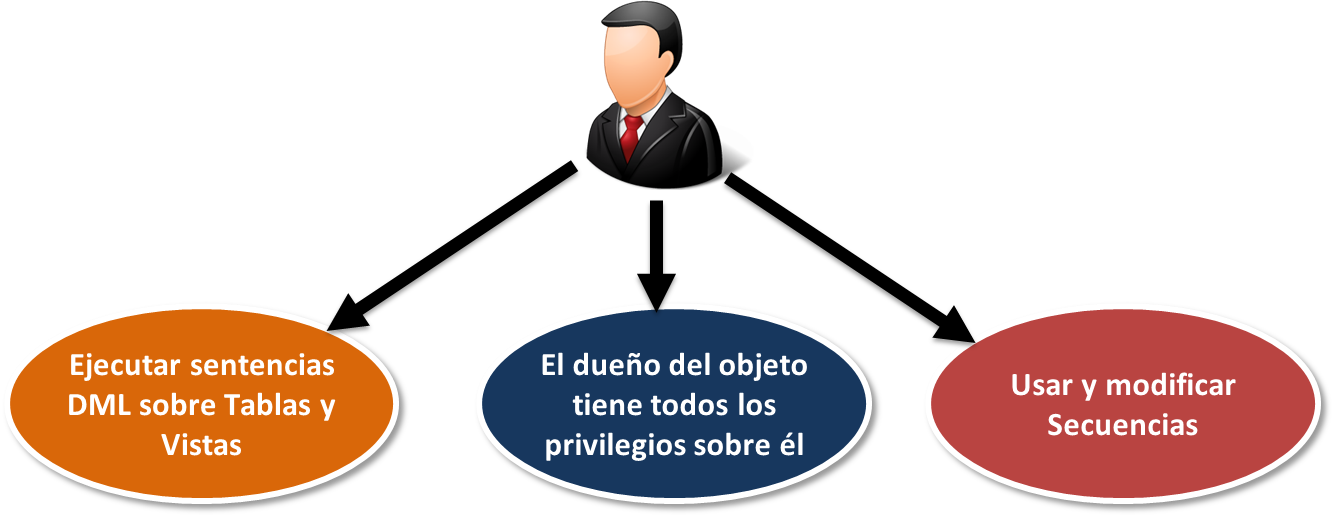 Ejecutar sentencias
DML sobre Tablas y
Vistas
El dueño del objeto
tiene todos los
privilegios sobre él
Usar y modificar
Secuencias